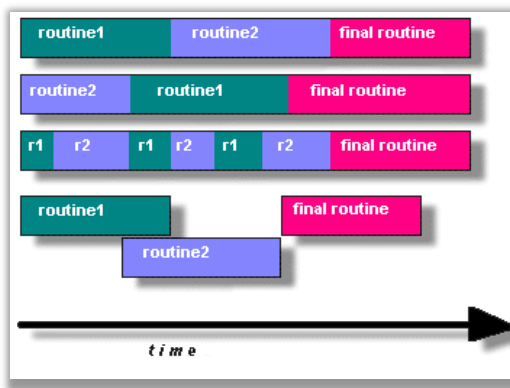 routine1 routine2 final routine
routine2 routine1 final routine
r1 r2 r1 r2 r1 r2 final routine
routine1 final routine
routine2
time